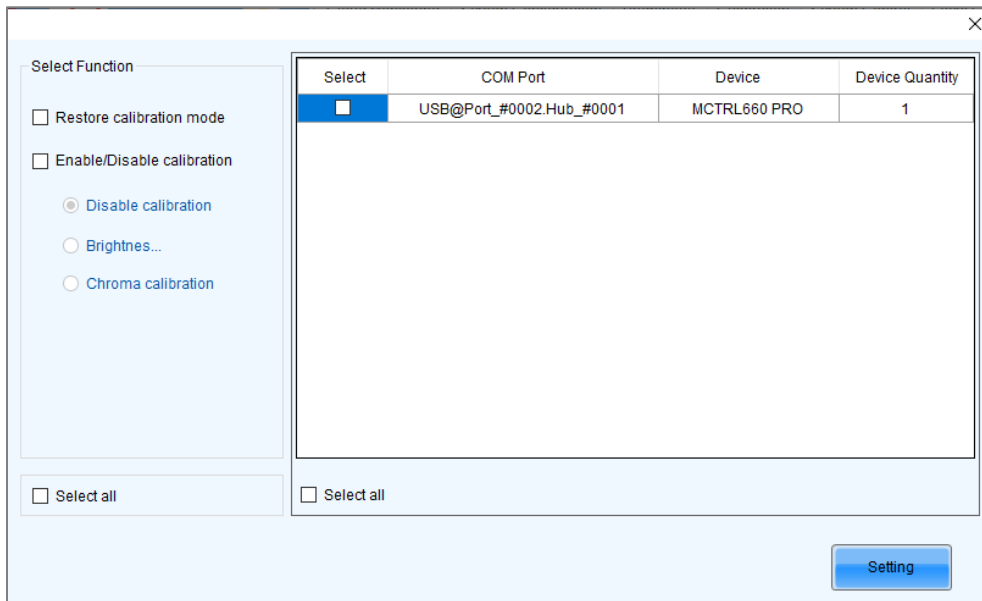 Select Function
Restore calibration mode
Enable/Disable calibration
Disable calibration
Brightnes...
Chroma calibration
Select all
Select COM Port Device Device Quantity
USB@Port_#0002.Hub_#0001 MCTRL660 PRO 1
Select all
Setting